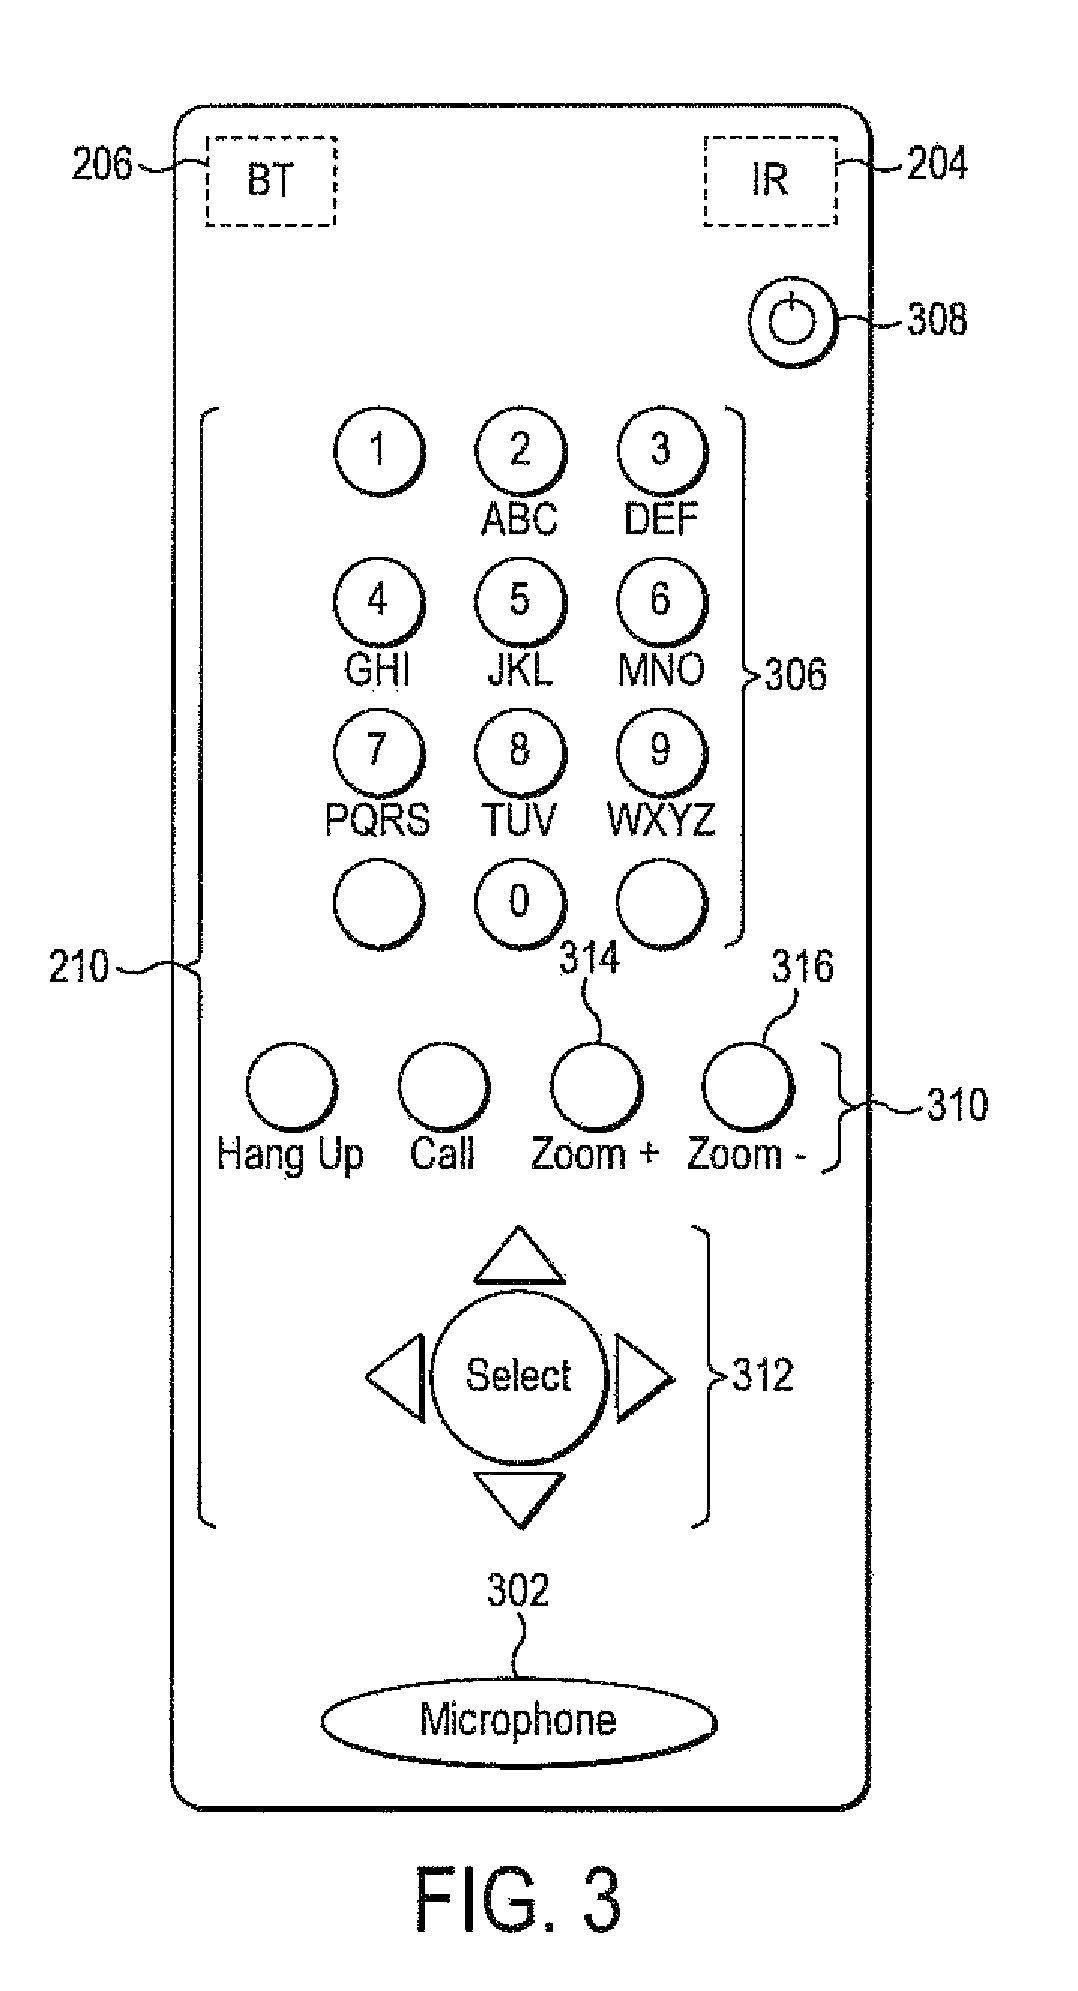 206 BT IR 204
308
1 2 3
ABC DEF
4 5 6
GHI JKL MNO
306
7 8 9
PQRS TUV WXYZ
0
210 314 316
310
Hang Up Call Zoom + Zoom -
Select
312
302
Microphone
FIG. 3